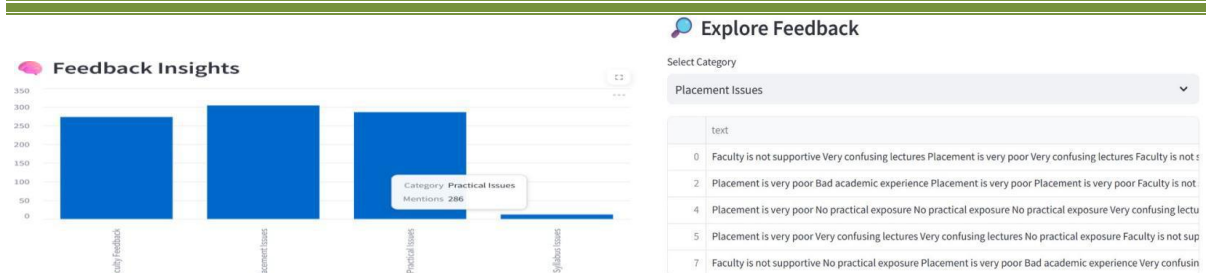 Feedback Insights
350
300
250
200
150
100
50
0
Category Practical Issues
Mentions 286
Feedback
Issues
Practical Issues
Syllabus Issues
Explore Feedback
Select Category
Placement Issues
text
0 Faculty is not supportive Very confusing lectures Placement is very poor Very confusing lectures Faculty is not s
2 Placement is very poor Bad academic experience Placement is very poor Placement is very poor Faculty is not
4 Placement is very poor No practical exposure No practical exposure No practical exposure Very confusing lectu
5 Placement is very poor Very confusing lectures Very confusing lectures No practical exposure Faculty is not sup
7 Faculty is not supportive No practical exposure Placement is very poor Bad academic experience Very confusin